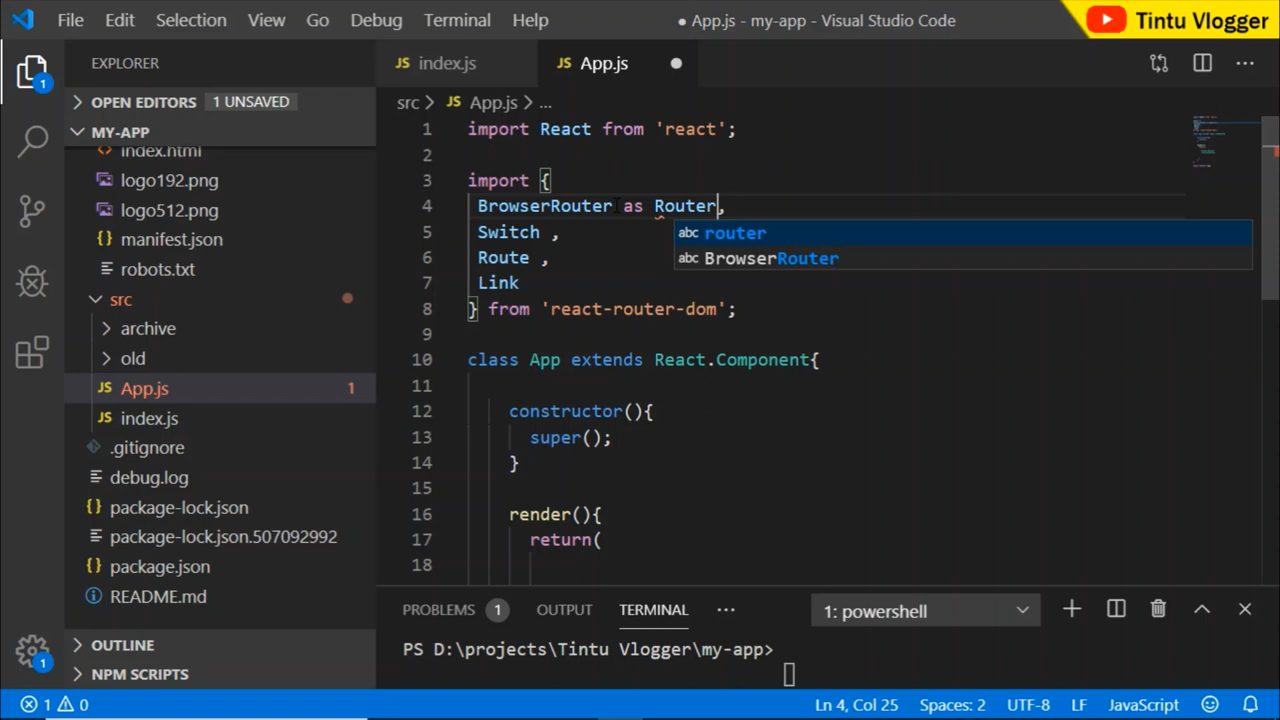 File Edit Selection View Go Debug Terminal Help
● App.js - my-app - Visual Studio Code
Tintu Vlogger
EXPLORER
OPEN EDITORS 1 UNSAVED
MY-APP
index.html
logo192.png
logo512.png
manifest.json
robots.txt
src
archive
old
App.js 1
index.js
.gitignore
debug.log
package-lock.json
package-lock.json.507092992
package.json
README.md
OUTLINE
NPM SCRIPTS
1
1
JS index.js
JS App.js
src > JS App.js > ...
1 import React from 'react';
2
3 import {
4 BrowserRouter as Router,
5 Switch ,
6 Route ,
7 Link
8 } from 'react-router-dom';
9
10 class App extends React.Component{
11
12 constructor(){
13 super();
14 }
15
16 render(){
17 return(
18
abc router
abc BrowserRouter
PROBLEMS 1 OUTPUT TERMINAL ... 1: powershell
PS D:\projects\Tintu Vlogger\my-app>
1 0 Ln 4, Col 25 Spaces: 2 UTF-8 LF JavaScript